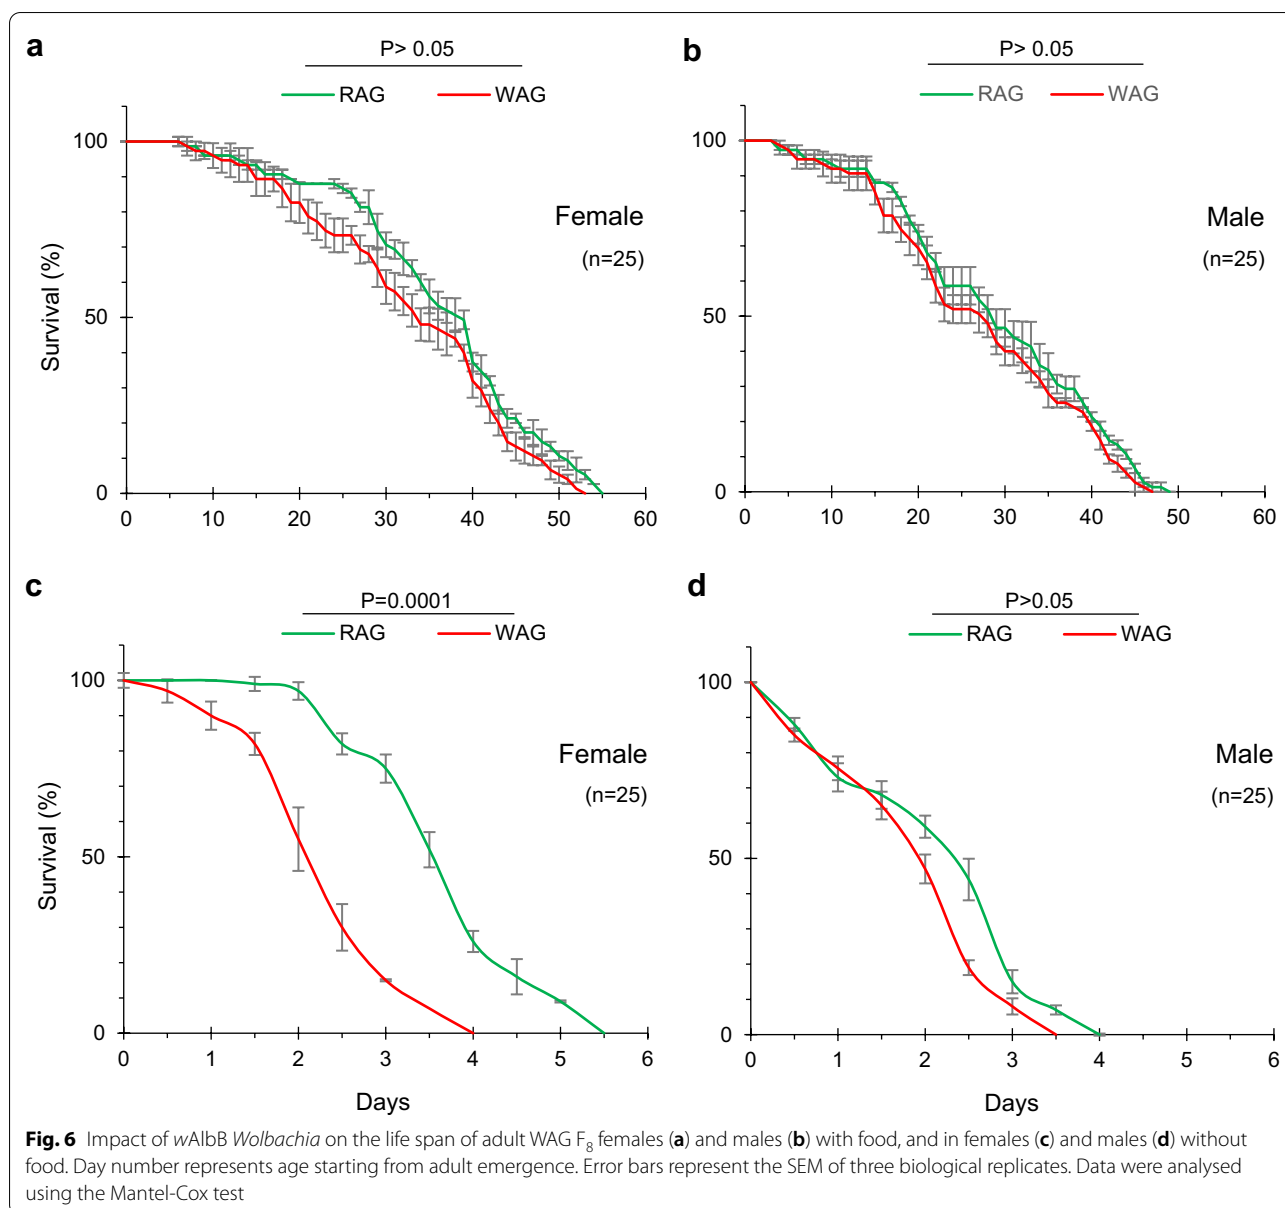 a
P> 0.05
RAG WAG
100
50
0
Survival (%)
Female
(n=25)
0 10 20 30 40 50 60
b
P> 0.05
RAG WAG
100
50
0
Male
(n=25)
0 10 20 30 40 50 60
c
P=0.0001
RAG WAG
100
50
0
Survival (%)
Female
(n=25)
0 1 2 3 4 5 6
Days
d
P>0.05
RAG WAG
100
50
0
Male
(n=25)
0 1 2 3 4 5 6
Days
Fig. 6 Impact of wAlbB Wolbachia on the life span of adult WAG F8 females (a) and males (b) with food, and in females (c) and males (d) without
food. Day number represents age starting from adult emergence. Error bars represent the SEM of three biological replicates. Data were analysed
using the Mantel-Cox test